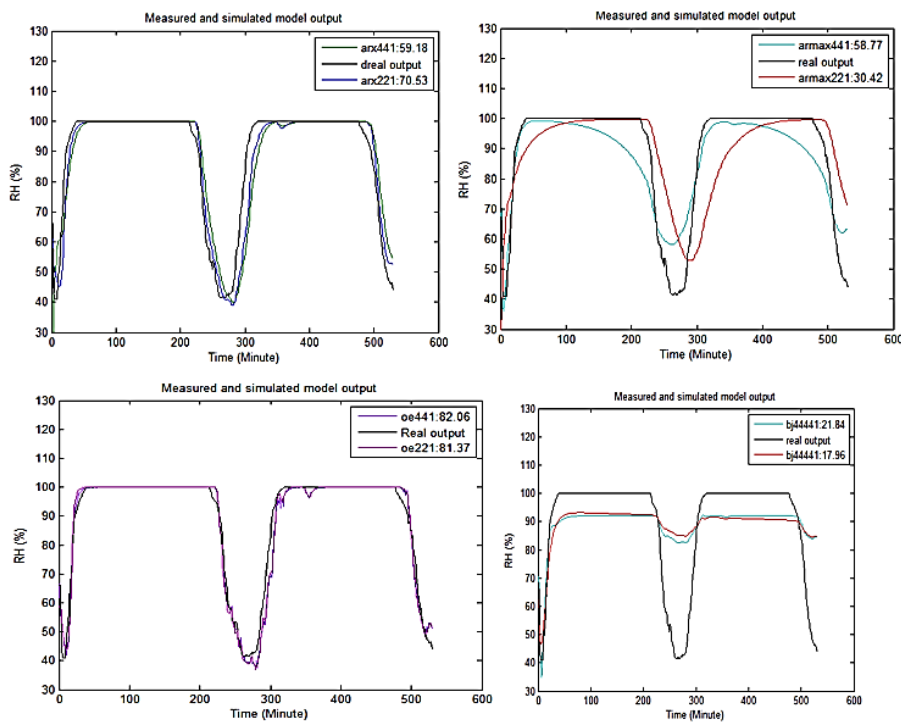 Measured and simulated model output
130
120
110
100
90
80
70
60
50
40
30
RH (%)
arx441:59.18
dreal output
arx221:70.53
0 100 200 300 400 500 600
Time (Minute)
Measured and simulated model output
130
120
110
100
90
80
70
60
50
40
30
RH (%)
armax441:58.77
real output
armax221:30.42
0 100 200 300 400 500 600
Time (Minute)
Measured and simulated model output
130
120
110
100
90
80
70
60
50
40
30
RH (%)
oe441:82.06
Real output
oe221:81.37
0 100 200 300 400 500 600
Time (Minute)
Measured and simulated model output
130
120
110
100
90
80
70
60
50
40
30
RH (%)
bj44441:21.84
real output
bj44441:17.96
0 100 200 300 400 500 600
Time (Minute)